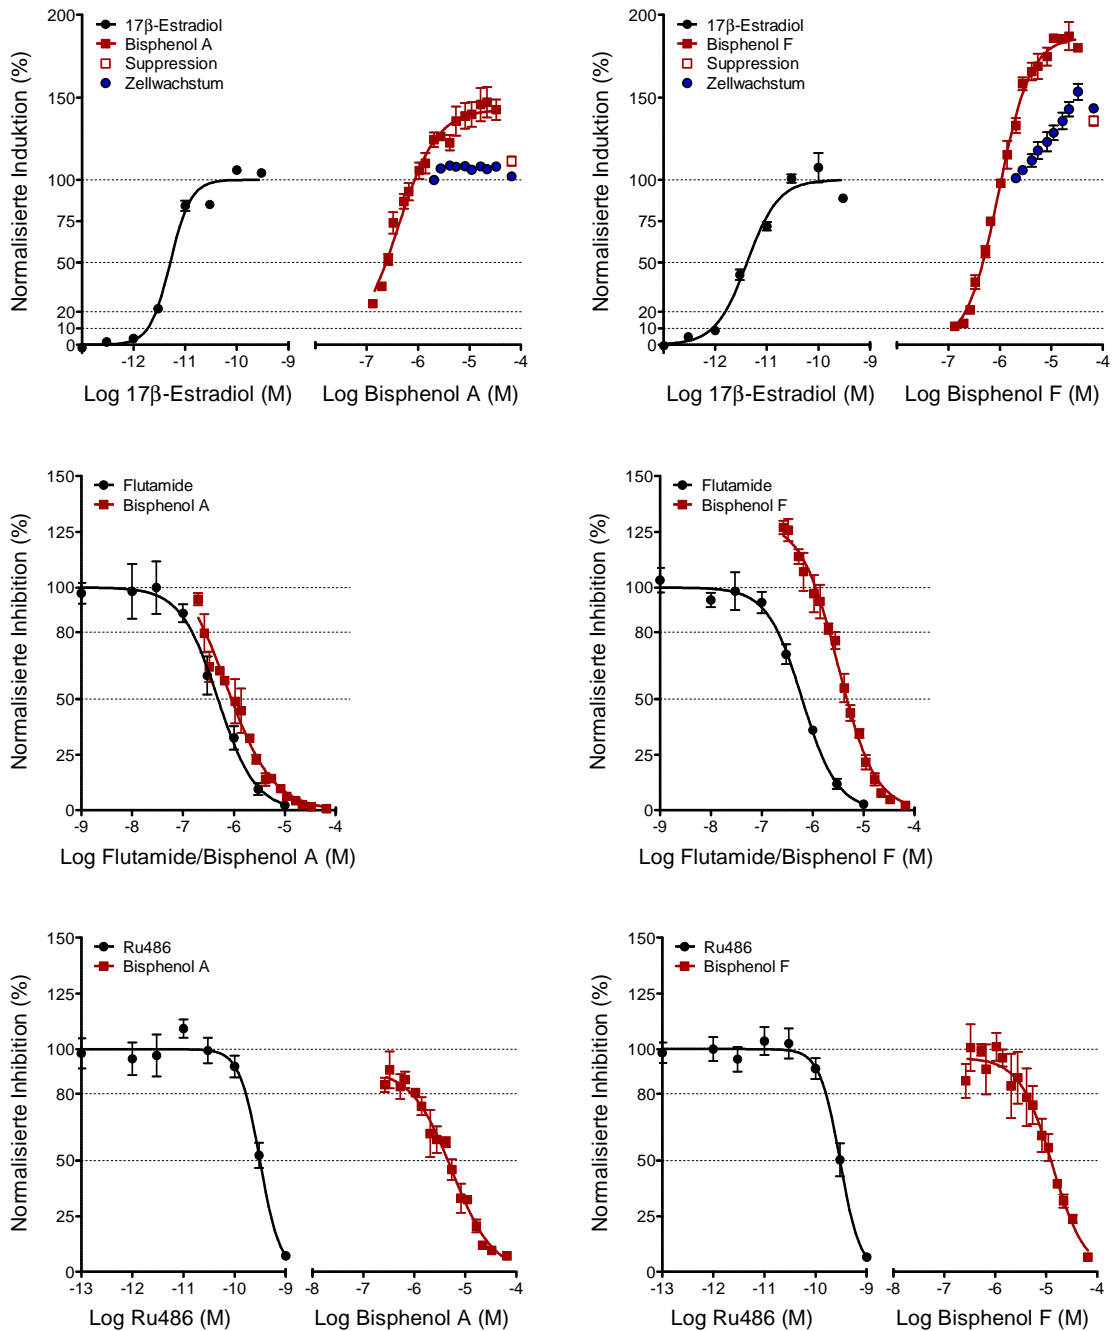 17β-Estradiol
Bisphenol A
Suppression
Zellwachstum
Normalisierte Induktion (%)
200
150
100
75
50
20
10
0
-12 -11 -10 -9
-7 -6 -5 -4
Log 17β-Estradiol (M)
Log Bisphenol A (M)
17β-Estradiol
Bisphenol F
Suppression
Zellwachstum
Normalisierte Induktion (%)
200
150
100
75
50
20
10
0
-12 -11 -10 -9
-7 -6 -5 -4
Log 17β-Estradiol (M)
Log Bisphenol F (M)
Flutamide
Bisphenol A
Normalisierte Inhibition (%)
150
125
100
80
50
25
0
-9 -8 -7 -6 -5 -4
Log Flutamide/Bisphenol A (M)
Flutamide
Bisphenol F
Normalisierte Inhibition (%)
150
125
100
80
50
25
0
-9 -8 -7 -6 -5 -4
Log Flutamide/Bisphenol F (M)
Ru486
Bisphenol A
Normalisierte Inhibition (%)
150
125
100
80
50
25
0
-13 -12 -11 -10 -9
-8 -7 -6 -5 -4
Log Ru486 (M)
Log Bisphenol A (M)
Ru486
Bisphenol F
Normalisierte Inhibition (%)
150
125
100
80
50
25
0
-13 -12 -11 -10 -9
-8 -7 -6 -5 -4
Log Ru486 (M)
Log Bisphenol F (M)